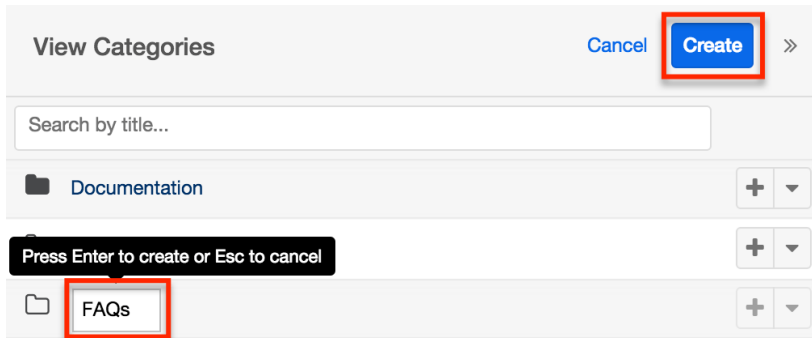 View Categories Cancel Create »
Search by title...
Documentation
Press Enter to create or Esc to cancel
FAQs